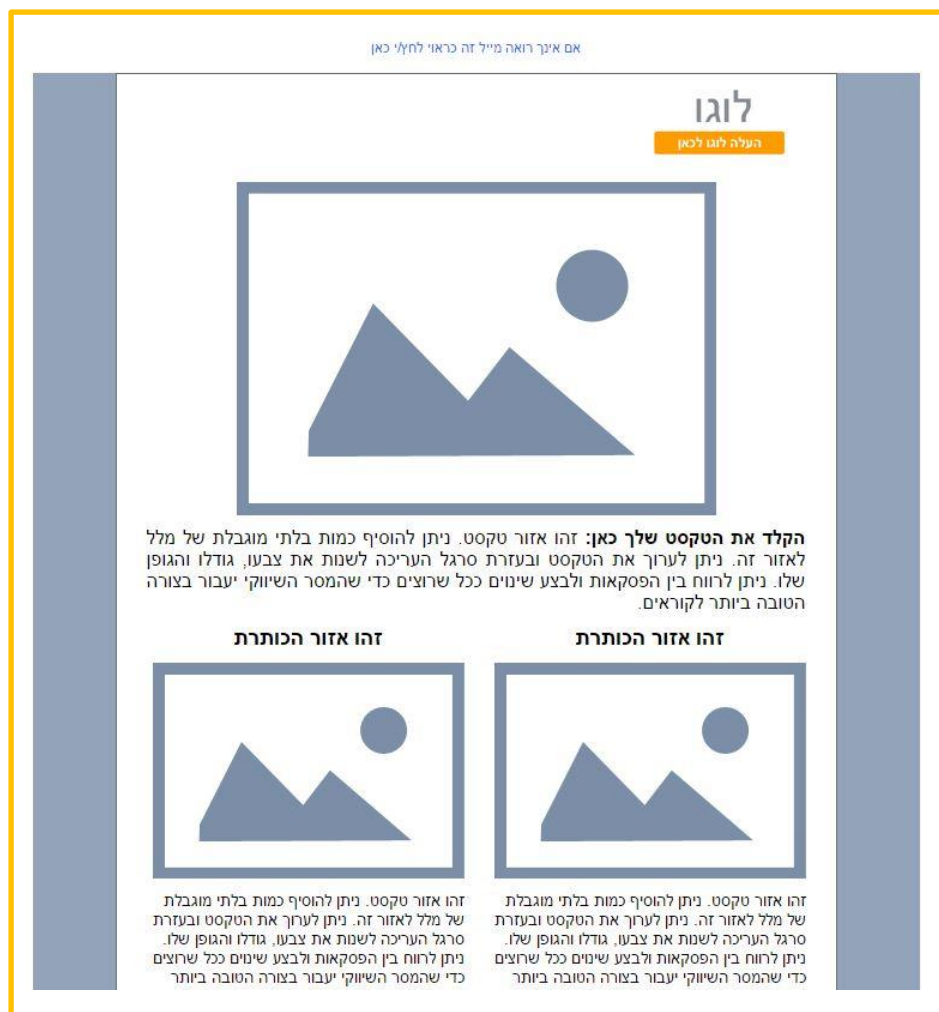 אם אינך רואה מייל זה כראוי לחץ/י כאן
לוגו
העלה לוגו לכאן
הקלד את הטקסט שלך כאן: זהו אזור טקסט. ניתן להוסיף כמות בלתי מוגבלת של מלל
לאזור זה. ניתן לערוך את הטקסט ובעזרת סרגל העריכה לשנות את צבעו, גודלו והגופן
שלו. ניתן לרווח בין הפסקאות ולבצע שינוים ככל שרוצים כדי שהמסר השיווקי יעבור בצורה
הטובה ביותר לקוראים.
זהו אזור הכותרת
זהו אזור טקסט. ניתן להוסיף כמות בלתי מוגבלת
של מלל לאזור זה. ניתן לערוך את הטקסט ובעזרת
סרגל העריכה לשנות את צבעו, גודלו והגופן שלו.
ניתן לרווח בין הפסקאות ולבצע שינוים ככל שרוצים
כדי שהמסר השיווקי יעבור בצורה הטובה ביותר
זהו אזור הכותרת
זהו אזור טקסט. ניתן להוסיף כמות בלתי מוגבלת
של מלל לאזור זה. ניתן לערוך את הטקסט ובעזרת
סרגל העריכה לשנות את צבעו, גודלו והגופן שלו.
ניתן לרווח בין הפסקאות ולבצע שינוים ככל שרוצים
כדי שהמסר השיווקי יעבור בצורה הטובה ביותר